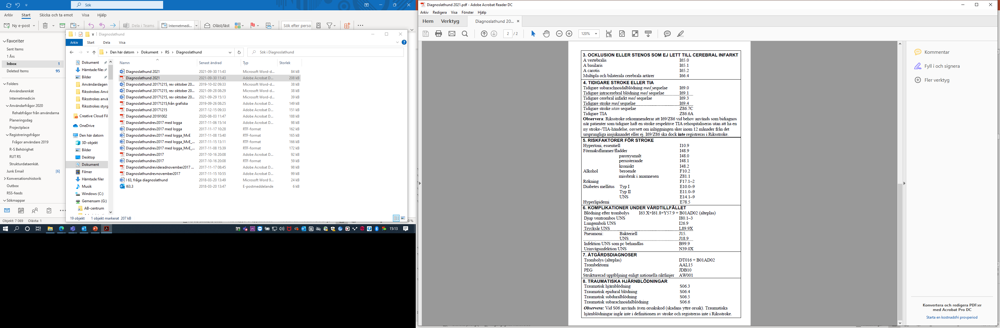 Sök
Arkiv Start Skicka och ta emot Visa Hjälp
Ny e-post Dela i Teams Internetmedi... Oläst/läst Sök efter perso
Favoriter
Sent Items
1 Års
Inbox 1
Deleted Items 95
Folders
Användarenkät
Internetmedicin
Användarfrågor 2020
Rehabfrågor från användarna
Planeringsdag
Projectplace
Registreringsfrågor
Frågor användare 2019
R-S Behörighet
RUT RS
Strukturdataenkät.
Junk Email [6]
Konversationshistorik
Outbox
RSS-feeds
Sökmappar
Objekt: 7 069 Olästa: 1
Diagnoslathund
Arkiv Start Dela Visa
Den här datorn Dokument RS Diagnoslathund
Sök i Diagnoslathund
Dokument
Hämtade filer
Bilder
Användardagen
Riksstrokes Anvä
Riksstrokes anvä
Riksstrokes styrg
Creative Cloud Fil
OneDrive
Den här datorn
3D-objekt
Bilder
Desktop
Dokument
Filmer
Hämtade filer
Musik
Windows (C:)
Gemensam (G:)
AB-centrum
Namn Senast ändrad Typ Storlek
Diagnoslathund 2021 2021-09-30 11:43 Microsoft Word-d... 84 kB
Diagnoslathund 2021 2021-09-30 11:43 Adobe Acrobat D... 208 kB
Diagnoslathund 20171215, rev oktober 20... 2019-10-02 09:33 Microsoft Word-d... 38 kB
Diagnoslathund 20171215, rev oktober 20... 2021-09-28 08:29 Microsoft Word-d... 38 kB
Diagnoslathund 20171215, rev oktober 20... 2021-09-29 15:13 Microsoft Word-d... 39 kB
Diagnoslathund 20171215,från grafiska 2019-09-26 08:25 Adobe Acrobat D... 149 kB
Diagnoslathund 20171215 2017-12-15 09:33 Adobe Acrobat D... 151 kB
Diagnoslathund 20191002 2020-08-03 11:47 Adobe Acrobat D... 188 kB
Diagnoslathundrev2017 med logga 2017-11-06 15:14 Adobe Acrobat D... 98 kB
Diagnoslathundrev2017 med logga 2017-11-17 10:28 RTF-format 162 kB
Diagnoslathundrev2017 med logga_MvE 2017-11-08 15:40 RTF-format 165 kB
Diagnoslathundrev2017 med logga_MvE_... 2017-11-15 13:11 RTF-format 166 kB
Diagnoslathundrev2017 med logga_MvE_... 2017-11-08 15:39 RTF-format 172 kB
Diagnoslathundrev2017 2017-10-16 20:08 Adobe Acrobat D... 92 kB
Diagnoslathundrev2017 2017-10-16 20:08 RTF-format 59 kB
Diagnoslathundrevideradnovember2017 ... 2017-11-17 08:45 Adobe Acrobat D... 98 kB
Diagnoslathundrevnovember2017 2017-11-15 10:55 Adobe Acrobat D... 99 kB
I 63, fråga diagnoslathund 2018-03-20 13:49 Microsoft Word 9... 24 kB
I63.3 2018-03-20 13:47 E-postmeddelande 6 kB
19 objekt 1 objekt markerat 207 kB
15:13
Diagnoslathund 2021.pdf - Adobe Acrobat Reader DC
Arkiv Redigera Visa Fönster Hjälp
Hem Verktyg Diagnoslathund 20...
2 / 2 120%
3. OCKLUSION ELLER STENOS SOM EJ LETT TILL CEREBRAL INFARKT
A vertebralis I65.0
A basilaris I65.1
A carotis I65.2
Multipla och bilaterala cerebrala artärer I66.4
4. TIDIGARE STROKE ELLER TIA
Tidigare subarachnoidalblödning med sequelae I69.0
Tidigare intracerebral blödning med sequelae I69.1
Tidigare cerebral infarkt med sequelae I69.3
Tidigare stroke med sequelae I69.4
Tidigare stroke utan sequelae Z86.7C
Tidigare TIA Z86.6A
Observera: Riksstroke rekommenderar att I69/Z86 vid behov används som bidiagnos
när patienter som tidigare haft en stroke respektive TIA rehospitaliseras utan att ha en
ny stroke-/TIA-händelse, oavsett om inläggningen sker inom 12 månader från det
ursprungliga insjuknandet eller ej. I69/Z86 ska dock inte registreras i Riksstroke.
5. RISKFAKTORER FÖR STROKE
Hypertoni, essentiell I10.9
Förmaksflimmer/fladder I48.9
paroxysmalt I48.0
persisterande I48.1
kroniskt I48.2
Alkohol beroende F10.2
missbruk i anamnesen Z81.1
Rökning F17.1–2
Diabetes mellitus Typ I E10.0–9
Typ II E11.0–9
UNS E14.1–9
Hyperlipidemi E78.5
6. KOMPLIKATIONER UNDER VÅRDTILLFÄLLET
Blödning efter trombolys I63.X+I61.8+Y57.9 + B01AD02 (alteplas)
Djup ventrombos UNS I80.1–3
Lungemboli UNS I26.9
Trycksår UNS L89.9X
Pneumoni: Bakteriell J15.
UNS J18.9
Infektion UNS som pc behandlas B99.9
Urinvägsinfektion UNS N39.0X
7. ÅTGÄRDSDIAGNOSER
Trombolys (alteplas) DT016 + B01AD02
Trombektomi AAL15
PEG JDB10
Strukturerad uppföljning enligt nationella riktlinjer AW001
8. TRAUMATISKA HJÄRNBLÖDNINGAR
Traumatisk hjärnblödning S06.3
Traumatisk epidural blödning S06.4
Traumatisk subduralblödning S06.5
Traumatisk subarachnoidalblödning S06.6
Observera: Vid S06 används även orsakskod (skadans yttre orsak). Traumatiska
hjärnblödningar ingår inte i definitionen av stroke och registreras inte i Riksstroke.
Kommentar
Fyll i och signera
Fler verktyg
Konvertera och redigera PDF:er
med Acrobat Pro DC
Starta en kostnadsfri provperiod